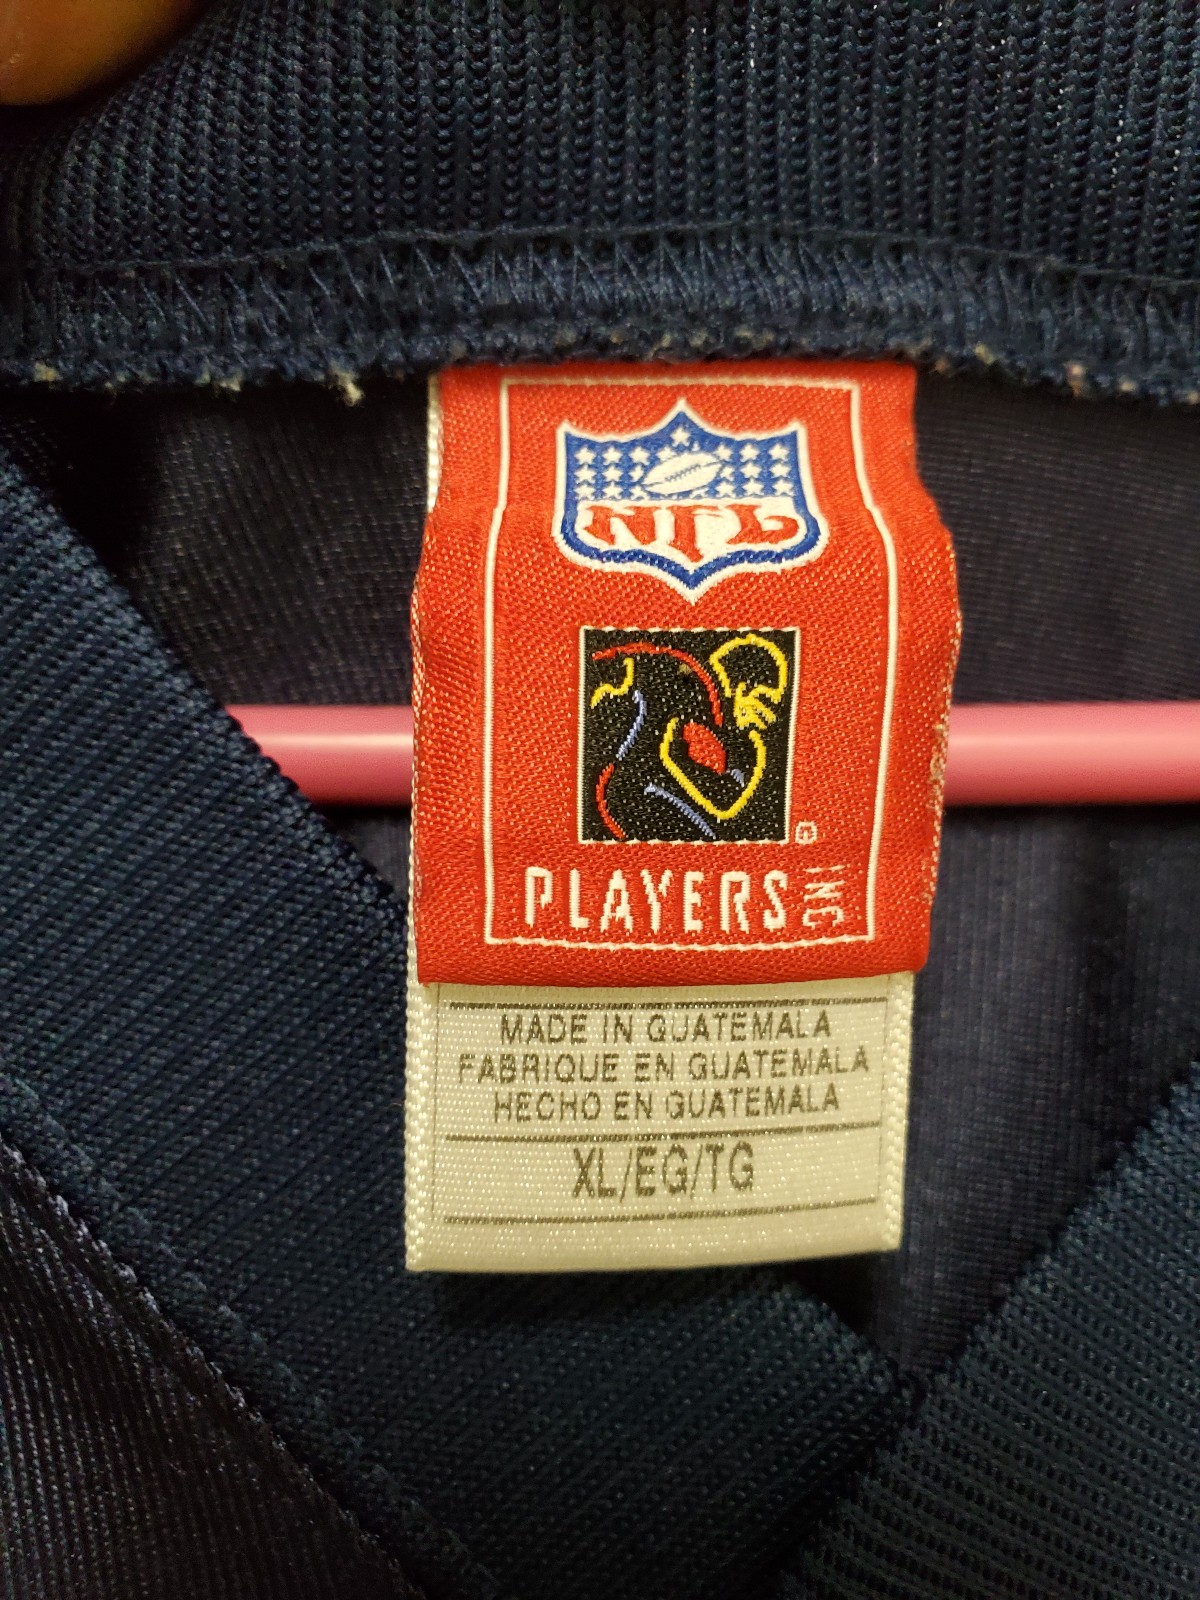 NFL
®
PLAYERS INC
MADE IN GUATEMALA
FABRIQUE EN GUATEMALA
HECHO EN GUATEMALA
XL/EG/TG